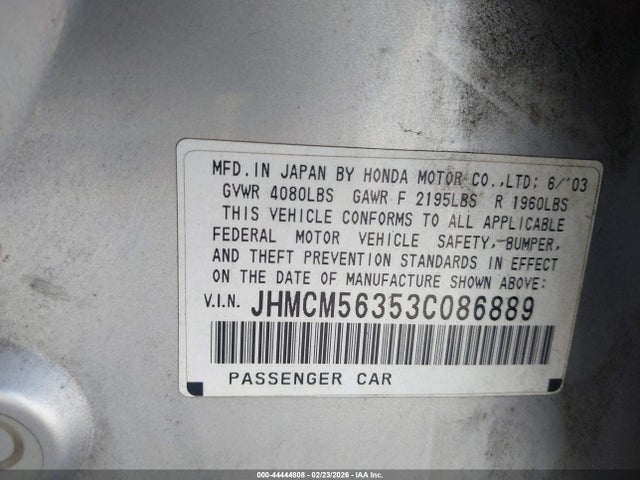 MFD. IN JAPAN BY HONDA MOTOR CO., LTD; 6/'03
GVWR 4080LBS GAWR F 2195LBS R 1960LBS
THIS VEHICLE CONFORMS TO ALL APPLICABLE
FEDERAL MOTOR VEHICLE SAFETY, BUMPER,
AND THEFT PREVENTION STANDARDS IN EFFECT
ON THE DATE OF MANUFACTURE SHOWN ABOVE:
V.I.N. JHMCM56353C086889
PASSENGER CAR
000-44444808 | 02/23/2026 - IAAI.COM